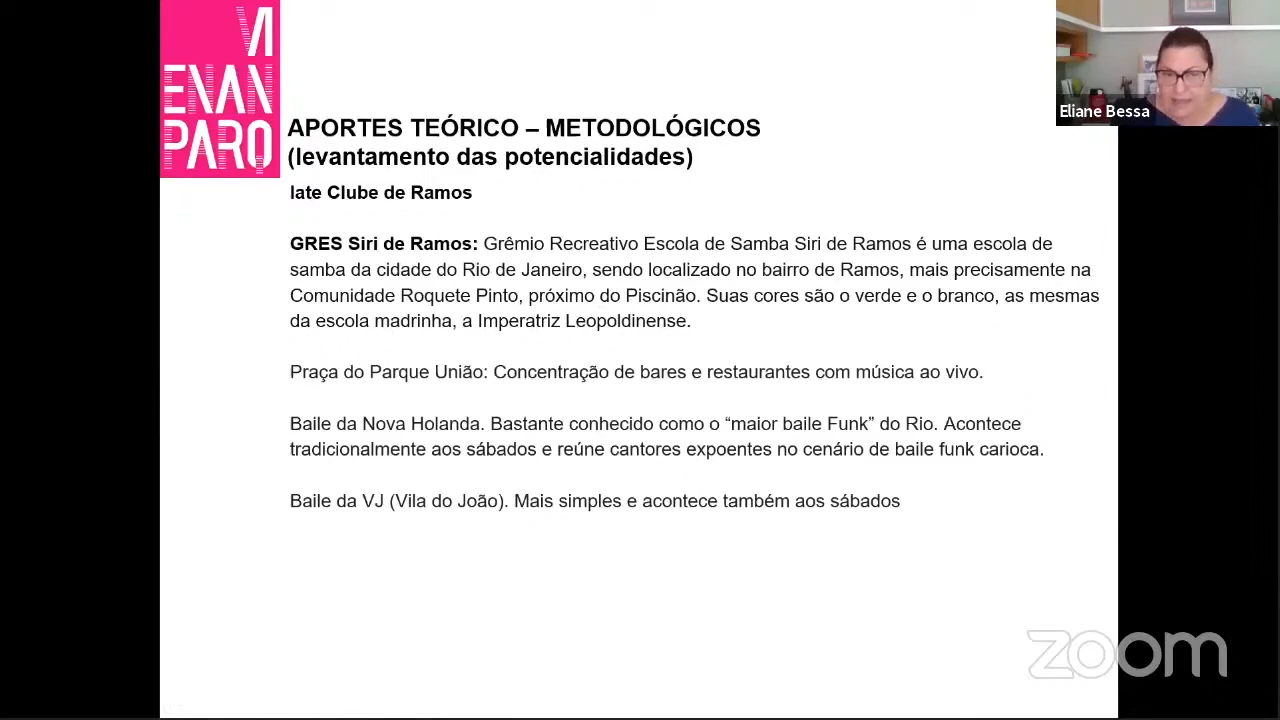 VI
ENAN
PARQ
Eliane Bessa
APORTES TEÓRICO – METODOLÓGICOS
(levantamento das potencialidades)
Iate Clube de Ramos
GRES Siri de Ramos: Grêmio Recreativo Escola de Samba Siri de Ramos é uma escola de
samba da cidade do Rio de Janeiro, sendo localizado no bairro de Ramos, mais precisamente na
Comunidade Roquete Pinto, próximo do Piscinão. Suas cores são o verde e o branco, as mesmas
da escola madrinha, a Imperatriz Leopoldinense.
Praça do Parque União: Concentração de bares e restaurantes com música ao vivo.
Baile da Nova Holanda. Bastante conhecido como o “maior baile Funk” do Rio. Acontece
tradicionalmente aos sábados e reúne cantores expoentes no cenário de baile funk carioca.
Baile da VJ (Vila do João). Mais simples e acontece também aos sábados
zoom